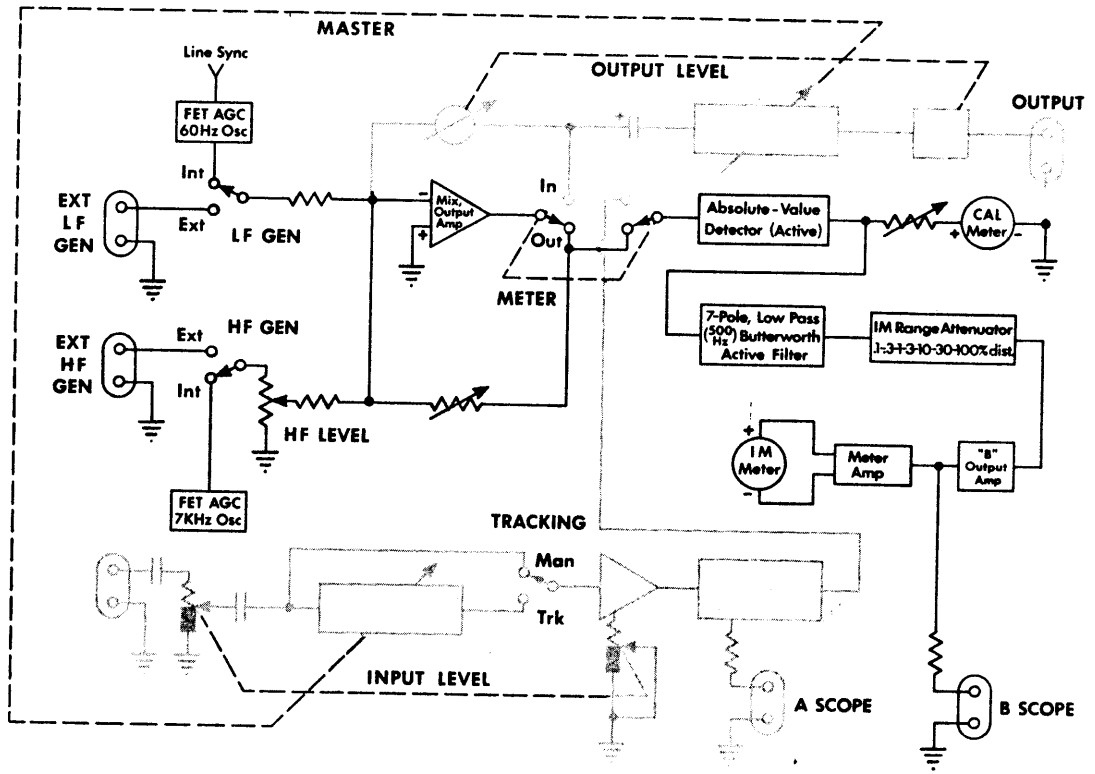 MASTER
Line Sync
OUTPUT LEVEL
FET AGC
60Hz Osc
OUTPUT
Int
In
EXT
LF
GEN
Ext
LF GEN
-
+
Mix,
Output
Amp
Out
METER
Absolute-Value
Detector (Active)
CAL
Meter
+
-
EXT
HF
GEN
Ext
HF GEN
Int
HF LEVEL
7-Pole, Low Pass
(500 Hz) Butterworth
Active Filter
IM Range Attenuator
.1-.3-1-3-10-30-100% dist.
+
IM
Meter
-
Meter
Amp
"B"
Output
Amp
FET AGC
7KHz Osc
TRACKING
Man
Trk
INPUT LEVEL
A SCOPE
B SCOPE